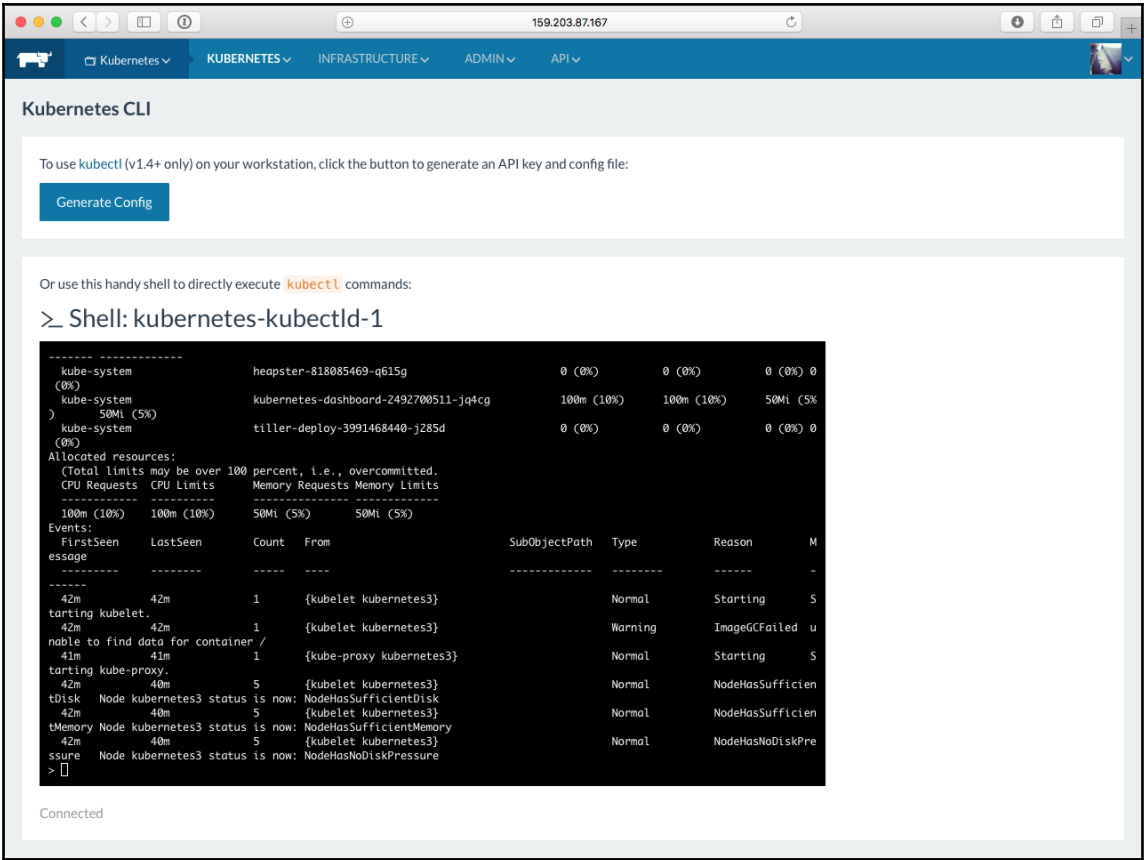 159.203.87.167
Kubernetes KUBERNETES INFRASTRUCTURE ADMIN API
Kubernetes CLI
To use kubectl (v1.4+ only) on your workstation, click the button to generate an API key and config file:
Generate Config
Or use this handy shell to directly execute kubectl commands:
>_ Shell: kubernetes-kubectld-1
------- -------------
kube-system heapster-818085469-q615g 0 (0%) 0 (0%) 0 (0%) 0
(0%)
kube-system kubernetes-dashboard-2492700511-jq4cg 100m (10%) 100m (10%) 50Mi (5%
) 50Mi (5%)
kube-system tiller-deploy-3991468440-j285d 0 (0%) 0 (0%) 0 (0%) 0
(0%)
Allocated resources:
(Total limits may be over 100 percent, i.e., overcommitted.
CPU Requests CPU Limits Memory Requests Memory Limits
------------ ---------- --------------- -------------
100m (10%) 100m (10%) 50Mi (5%) 50Mi (5%)
Events:
FirstSeen LastSeen Count From SubObjectPath Type Reason M
essage
--------- -------- ----- ---- ------------- -------- ------ -
------
42m 42m 1 {kubelet kubernetes3} Normal Starting S
tarting kubelet.
42m 42m 1 {kubelet kubernetes3} Warning ImageGCFailed u
nable to find data for container /
41m 41m 1 {kube-proxy kubernetes3} Normal Starting S
tarting kube-proxy.
42m 40m 5 {kubelet kubernetes3} Normal NodeHasSufficien
tDisk Node kubernetes3 status is now: NodeHasSufficientDisk
42m 40m 5 {kubelet kubernetes3} Normal NodeHasSufficien
tMemory Node kubernetes3 status is now: NodeHasSufficientMemory
42m 40m 5 {kubelet kubernetes3} Normal NodeHasNoDiskPre
ssure Node kubernetes3 status is now: NodeHasNoDiskPressure
>
Connected